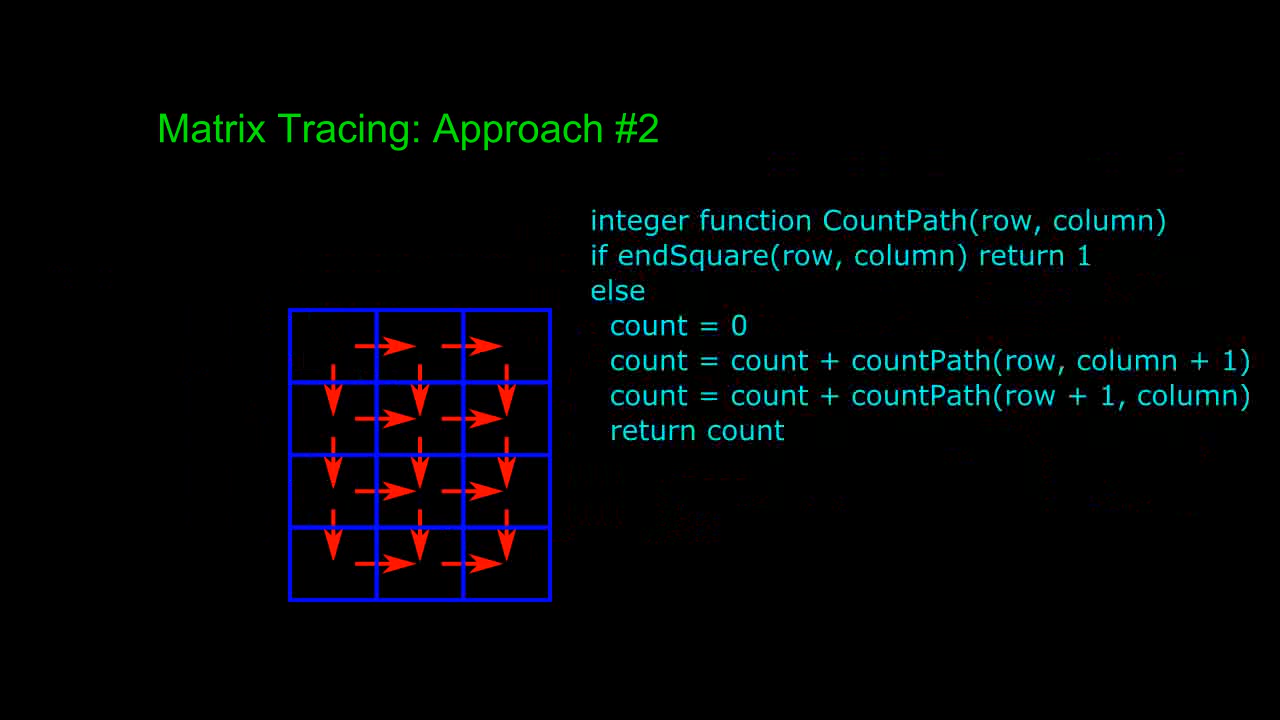 Matrix Tracing: Approach #2
integer function CountPath(row, column)
if endSquare(row, column) return 1
else
count = 0
count = count + countPath(row, column + 1)
count = count + countPath(row + 1, column)
return count